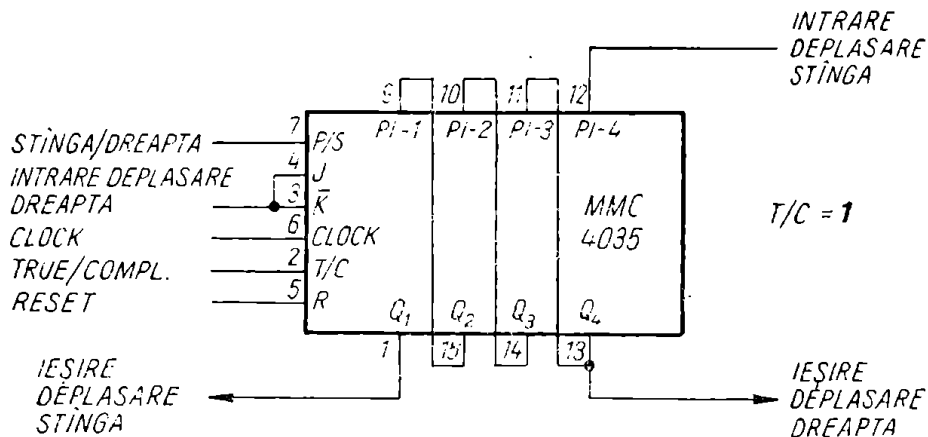 INTRARE
DEPLASARE
STÎNGA
9 10 11 12
PI-1 PI-2 PI-3 PI-4
STÎNGA/DREAPTA 7 P/S
4 J
INTRARE DEPLASARE
DREAPTA 3 K̅
CLOCK 6 CLOCK
TRUE/COMPL. 2 T/C
RESET 5 R
MMC
4035
T/C = 1
Q₁ Q₂ Q₃ Q₄
1 15 14 13
IEȘIRE
DEPLASARE
STÎNGA
IEȘIRE
DEPLASARE
DREAPTA